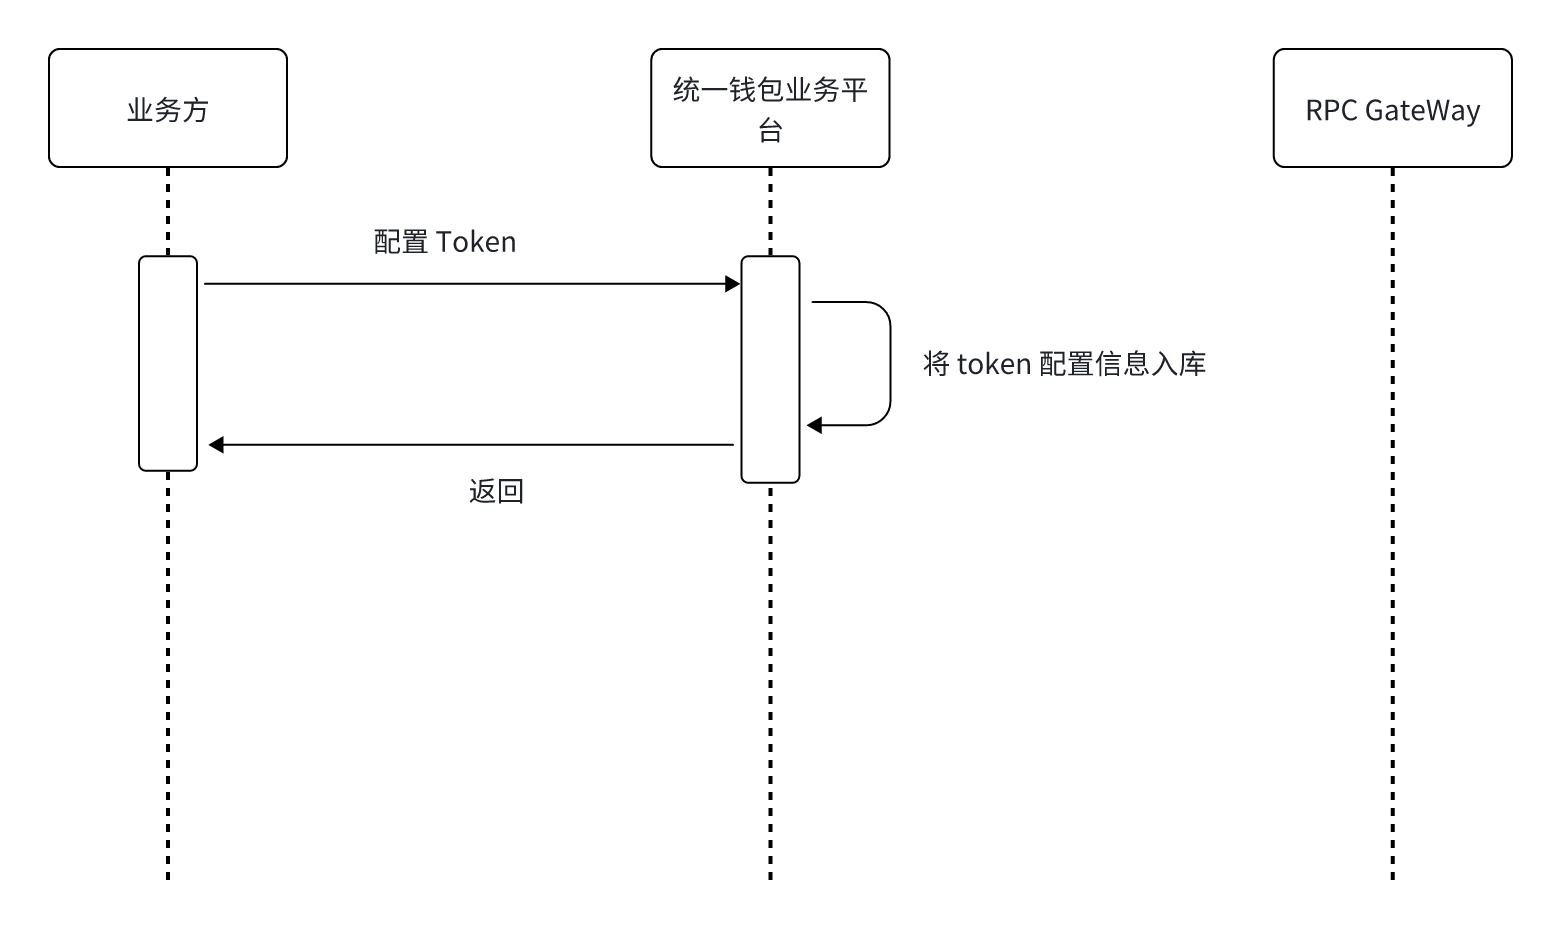 业务方
统一钱包业务平
台
RPC GateWay
配置 Token
将 token 配置信息入库
返回